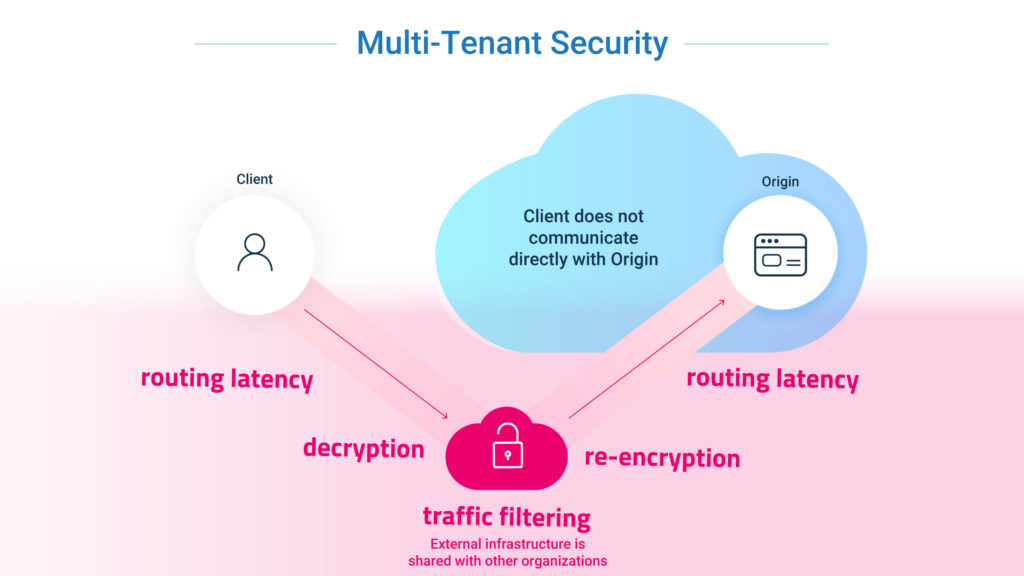 Multi-Tenant Security
Client
Origin
Client does not
communicate
directly with Origin
routing latency
routing latency
decryption
re-encryption
traffic filtering
External infrastructure is
shared with other organizations